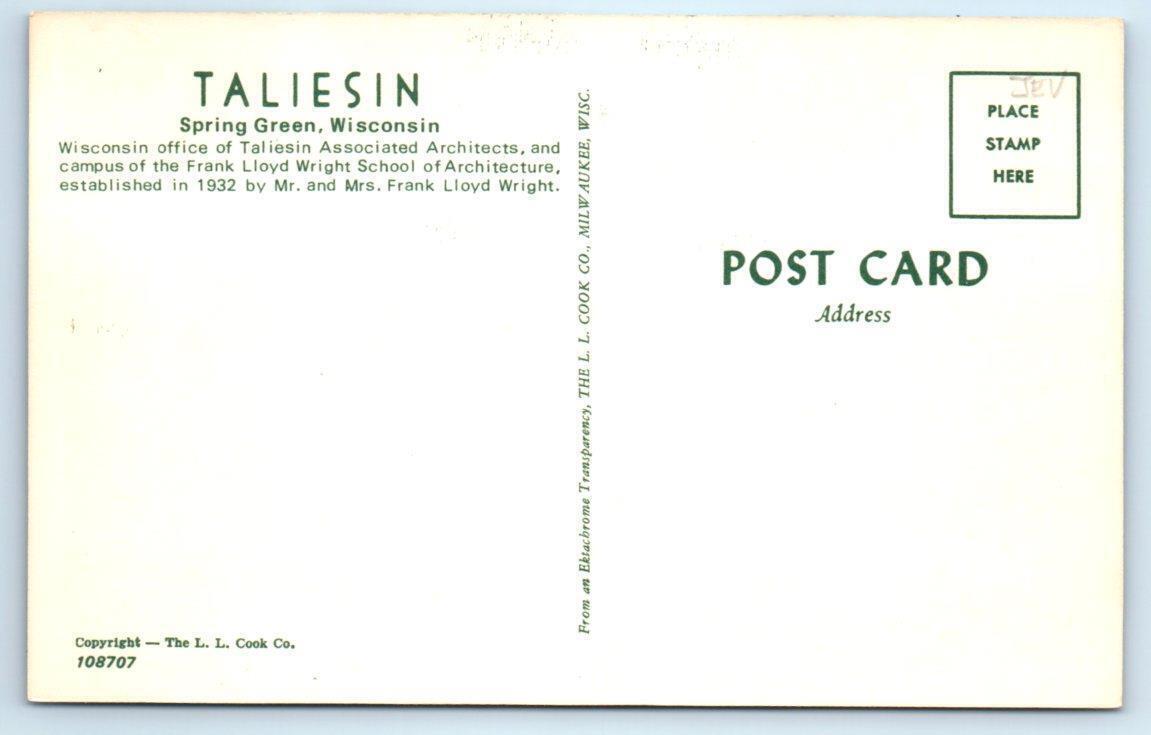 TALIESIN
Spring Green, Wisconsin
Wisconsin office of Taliesin Associated Architects, and
campus of the Frank Lloyd Wright School of Architecture,
established in 1932 by Mr. and Mrs. Frank Lloyd Wright.
Copyright — The L. L. Cook Co.
108707
From an Ektachrome Transparency, THE L. L. COOK CO., MILWAUKEE, WISC.
JEV
PLACE
STAMP
HERE
POST CARD
Address